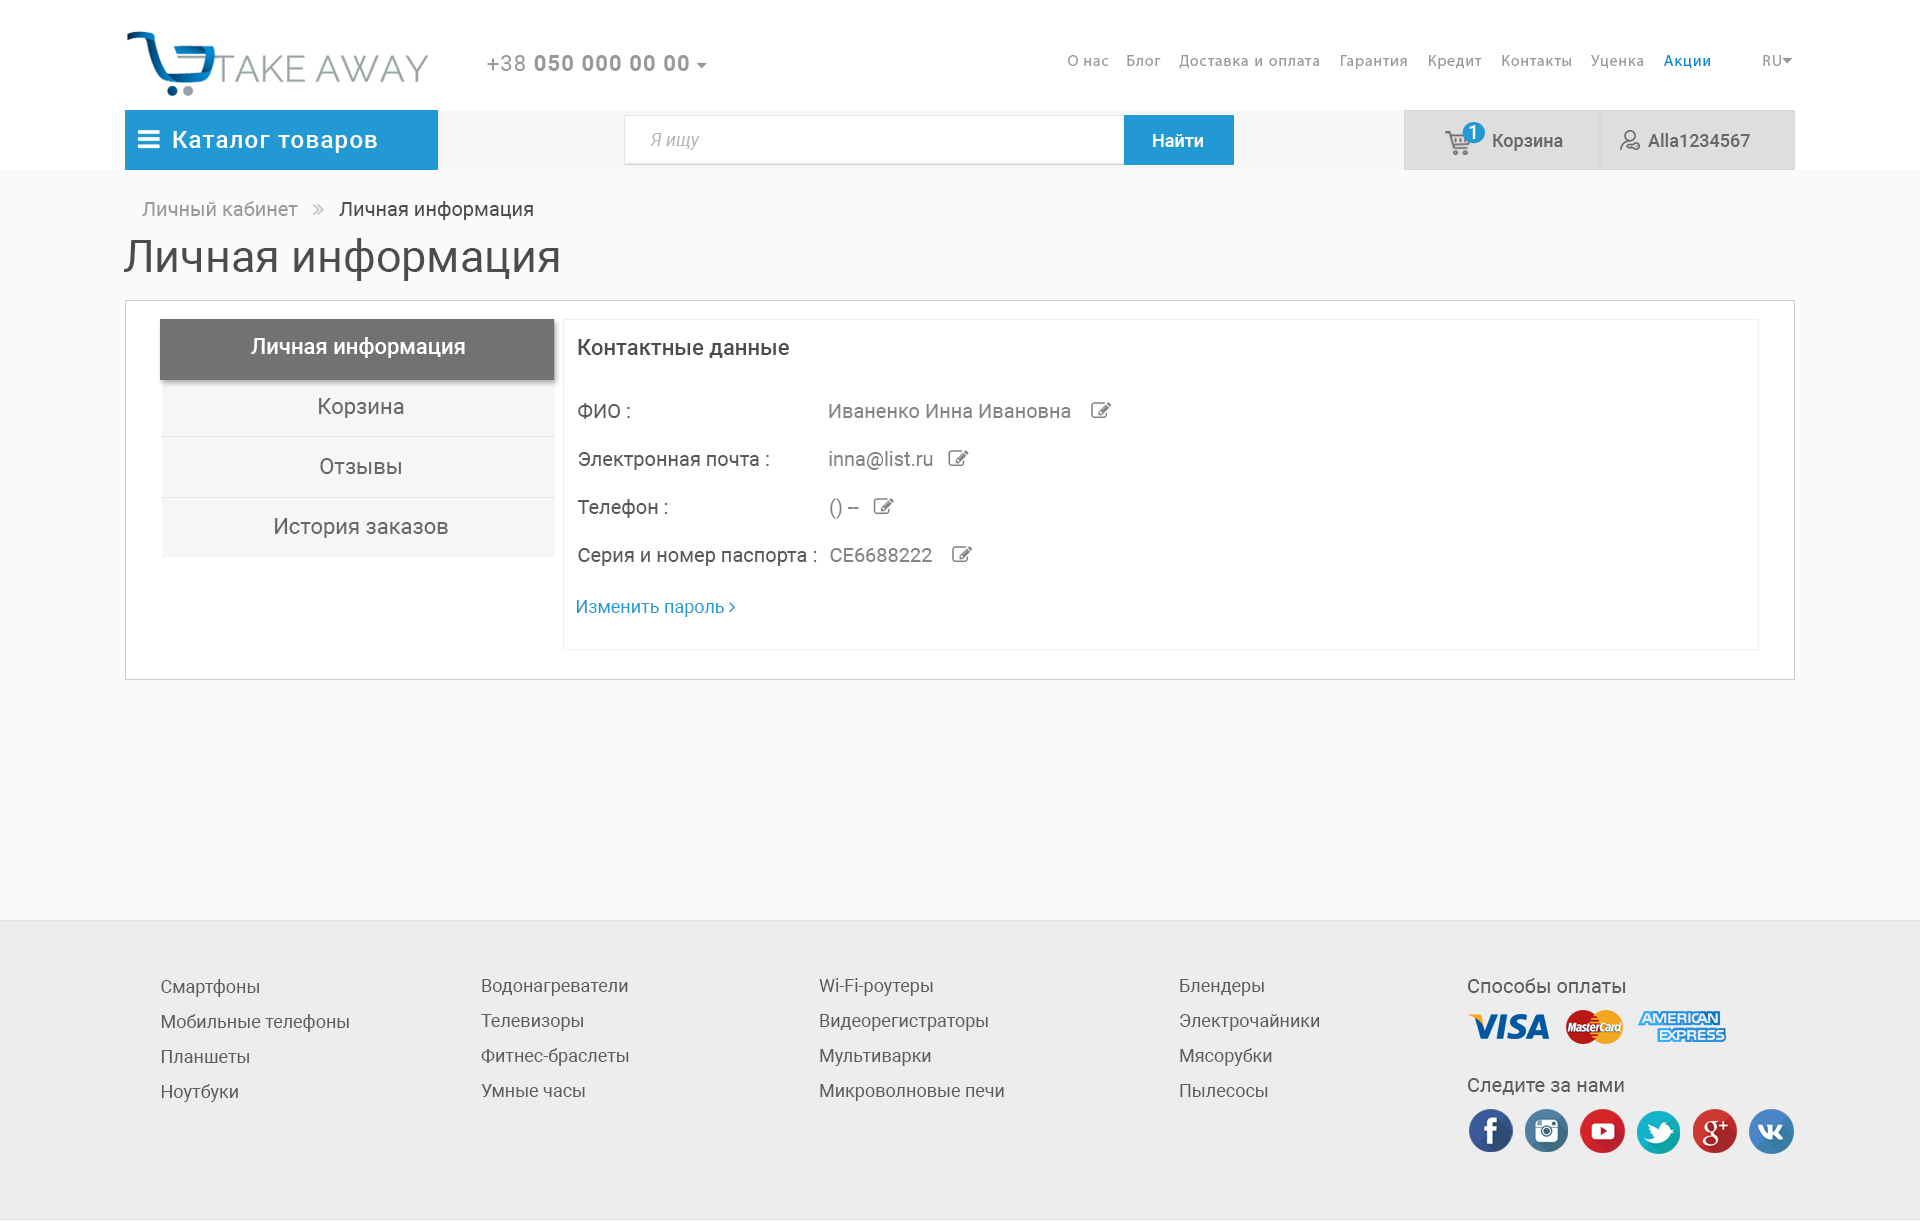 TAKE AWAY
+38 050 000 00 00
О нас Блог Доставка и оплата Гарантия Кредит Контакты Уценка Акции RU
Каталог товаров
Я ищу
Найти
1 Корзина
Alla1234567
Личный кабинет » Личная информация
Личная информация
Личная информация
Корзина
Отзывы
История заказов
Контактные данные
ФИО : Иваненко Инна Ивановна
Электронная почта : inna@list.ru
Телефон : () --
Серия и номер паспорта : СЕ6688222
Изменить пароль >
Смартфоны
Мобильные телефоны
Планшеты
Ноутбуки
Водонагреватели
Телевизоры
Фитнес-браслеты
Умные часы
Wi-Fi-роутеры
Видеорегистраторы
Мультиварки
Микроволновые печи
Блендеры
Электрочайники
Мясорубки
Пылесосы
Способы оплаты
VISA MasterCard AMERICAN EXPRESS
Следите за нами